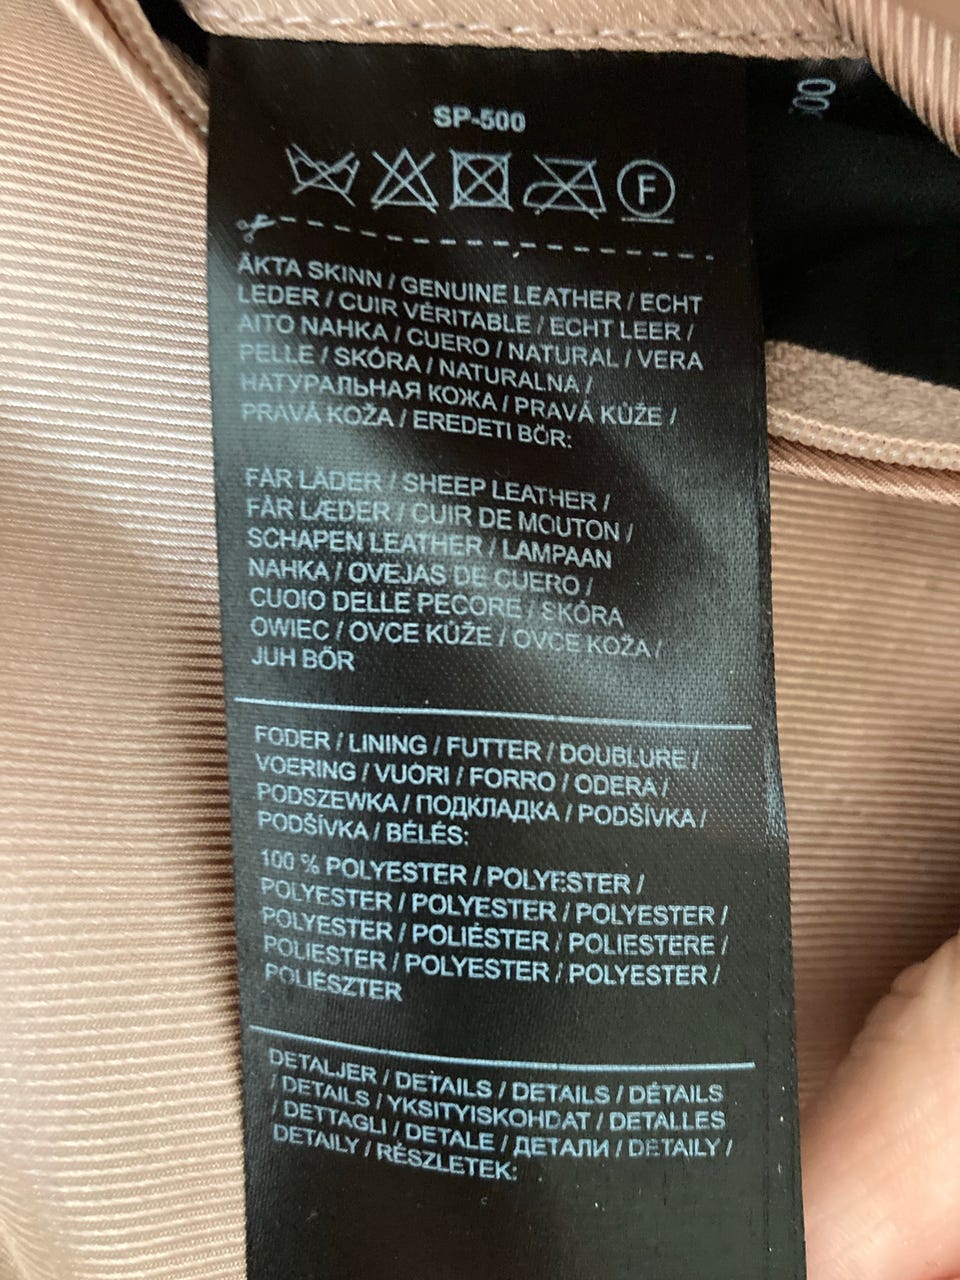 SP-500
00
F
ÄKTA SKINN / GENUINE LEATHER / ECHT
LEDER / CUIR VÉRITABLE / ECHT LEER /
AITO NAHKA / CUERO / NATURAL / VERA
PELLE / SKÓRA / NATURALNA /
НАТУРАЛЬНАЯ КОЖА / PRAVÁ KŮŽE /
PRAVÁ KOŽA / EREDETI BŐR:
FÅR LÄDER / SHEEP LEATHER /
FÅR LÆDER / CUIR DE MOUTON /
SCHAPEN LEATHER / LAMPAAN
NAHKA / OVEJAS DE CUERO /
CUOIO DELLE PECORE / SKÓRA
OWIEC / OVCE KŮŽE / OVCE KOŽA /
JUH BŐR
FODER / LINING / FUTTER / DOUBLURE /
VOERING / VUORI / FORRO / ODERA /
PODSZEWKA / ПОДКЛАДКА / PODŠÍVKA /
PODŠÍVKA / BÉLÉS:
100 % POLYESTER / POLYESTER /
POLYESTER / POLYESTER / POLYESTER /
POLYESTER / POLIÉSTER / POLIESTERE /
POLIESTER / POLYESTER / POLYESTER /
POLIÉSZTER
DETALJER / DETAILS / DETAILS / DÉTAILS
/ DETAILS / YKSITYISKOHDAT / DETALLES
/ DETTAGLI / DETALE / ДЕТАЛИ / DETAILY /
DETAILY / RÉSZLETEK: